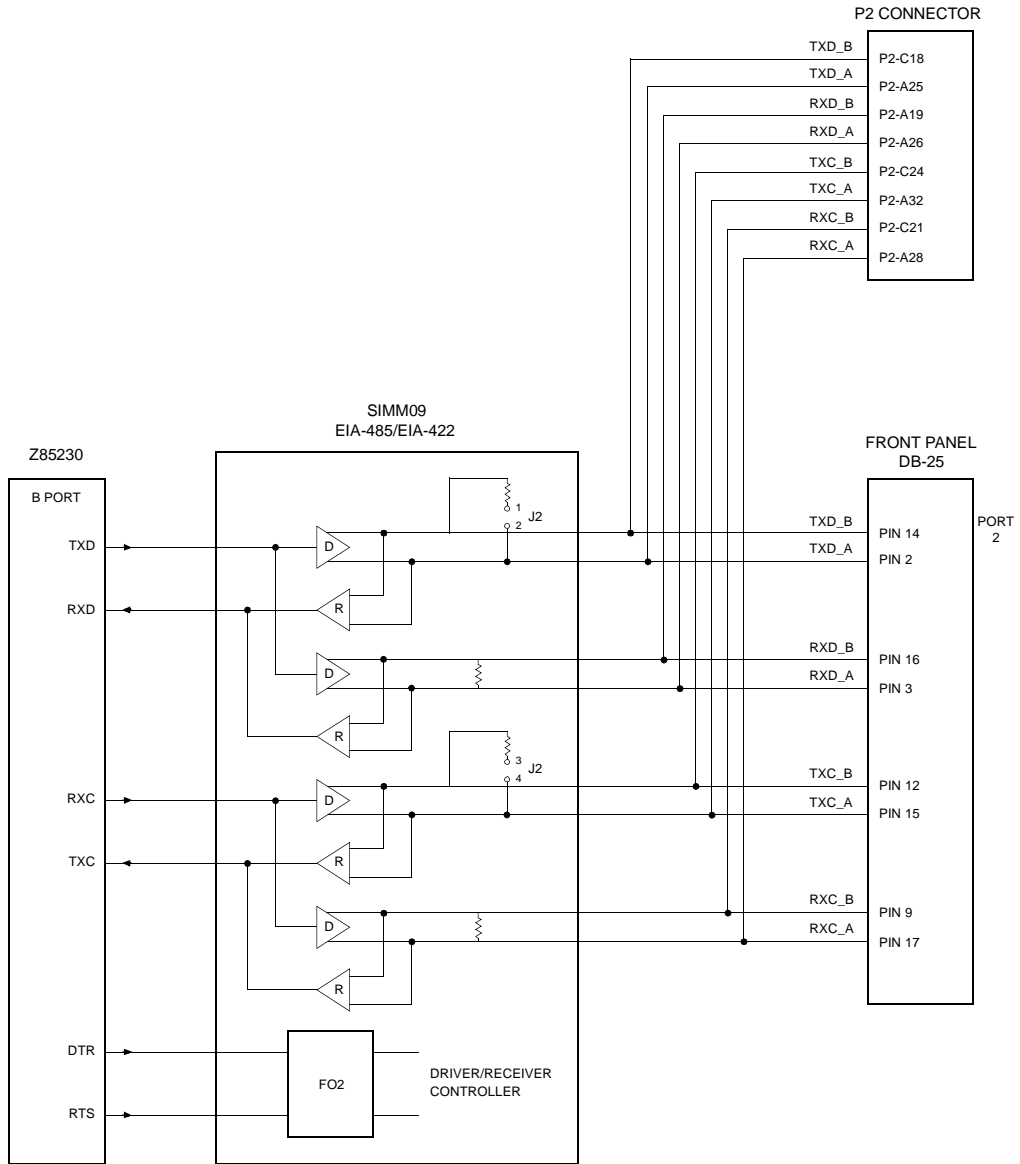 P2 CONNECTOR
TXD_B P2-C18
TXD_A P2-A25
RXD_B P2-A19
RXD_A P2-A26
TXC_B P2-C24
TXC_A P2-A32
RXC_B P2-C21
RXC_A P2-A28
SIMM09
EIA-485/EIA-422
Z85230
FRONT PANEL
DB-25
B PORT
1
J2
2
TXD D TXD_B PIN 14 PORT
2
TXD_A PIN 2
RXD R
RXD_B PIN 16
D RXD_A PIN 3
R
3
J2
4
RXC D TXC_B PIN 12
TXC_A PIN 15
TXC R
RXC_B PIN 9
D RXC_A PIN 17
R
DTR
FO2
DRIVER/RECEIVER
CONTROLLER
RTS